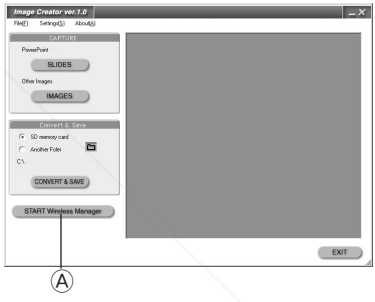 Image Creator ver.1.0
File[F] Settings[S] About[A]
CAPTURE
PowerPoint
SLIDES
Other Images
IMAGES
Convert & Save
SD memory card
Another Foler
C:\
CONVERT & SAVE
START Wireless Manager
EXIT
A